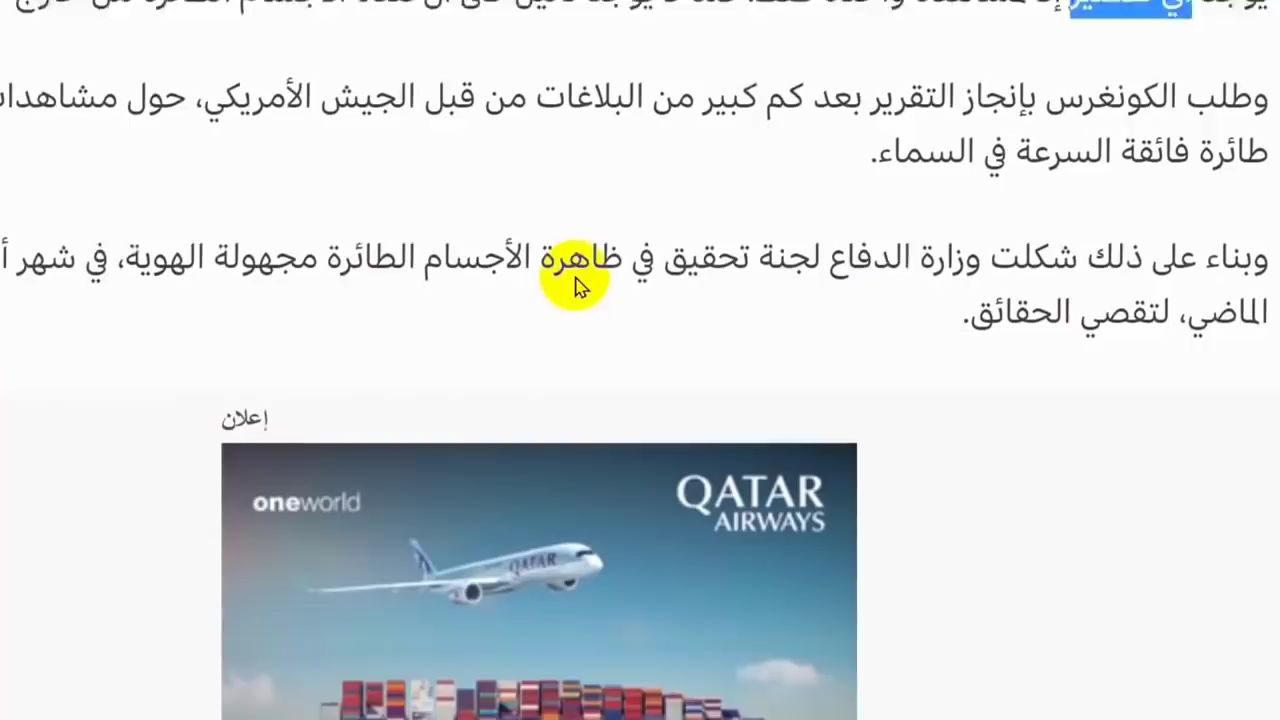 وطلب الكونغرس بإنجاز التقرير بعد كم كبير من البلاغات من قبل الجيش الأمريكي، حول
طائرة فائقة السرعة في السماء.
وبناء على ذلك شكلت وزارة الدفاع لجنة تحقيق في ظاهرة الأجسام الطائرة مجهولة الهوية، في شهر
الماضي، لتقصي الحقائق.
إعلان
oneworld
QATAR
AIRWAYS
QATAR